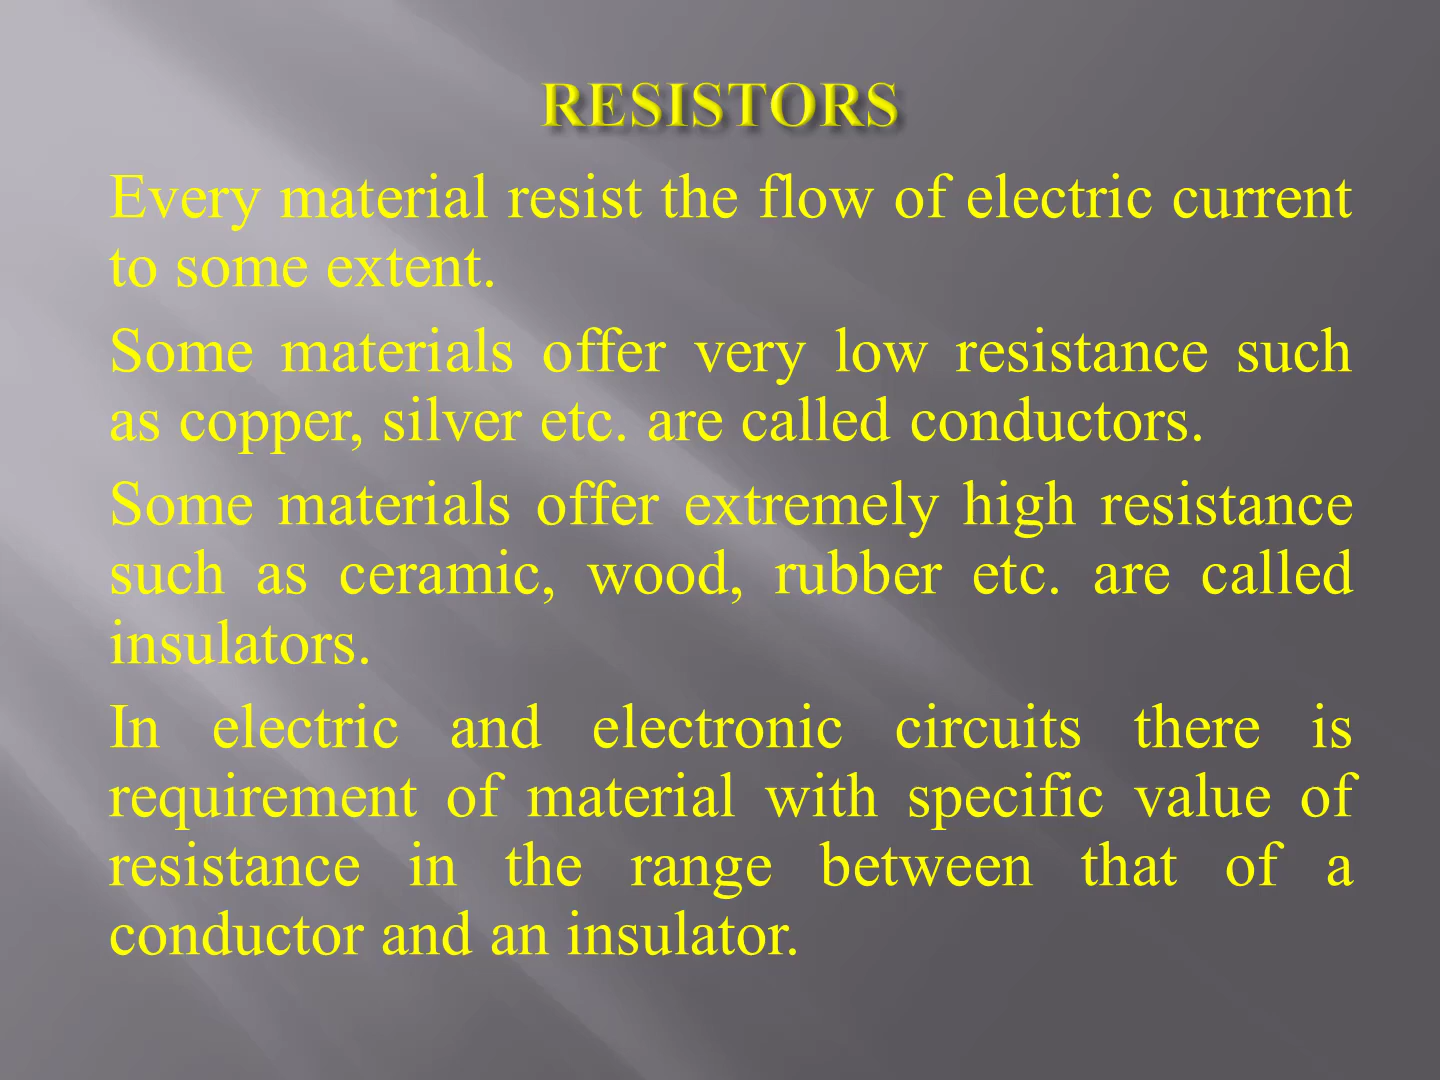 RESISTORS
Every material resist the flow of electric current
to some extent.
Some materials offer very low resistance such
as copper, silver etc. are called conductors.
Some materials offer extremely high resistance
such as ceramic, wood, rubber etc. are called
insulators.
In electric and electronic circuits there is
requirement of material with specific value of
resistance in the range between that of a
conductor and an insulator.